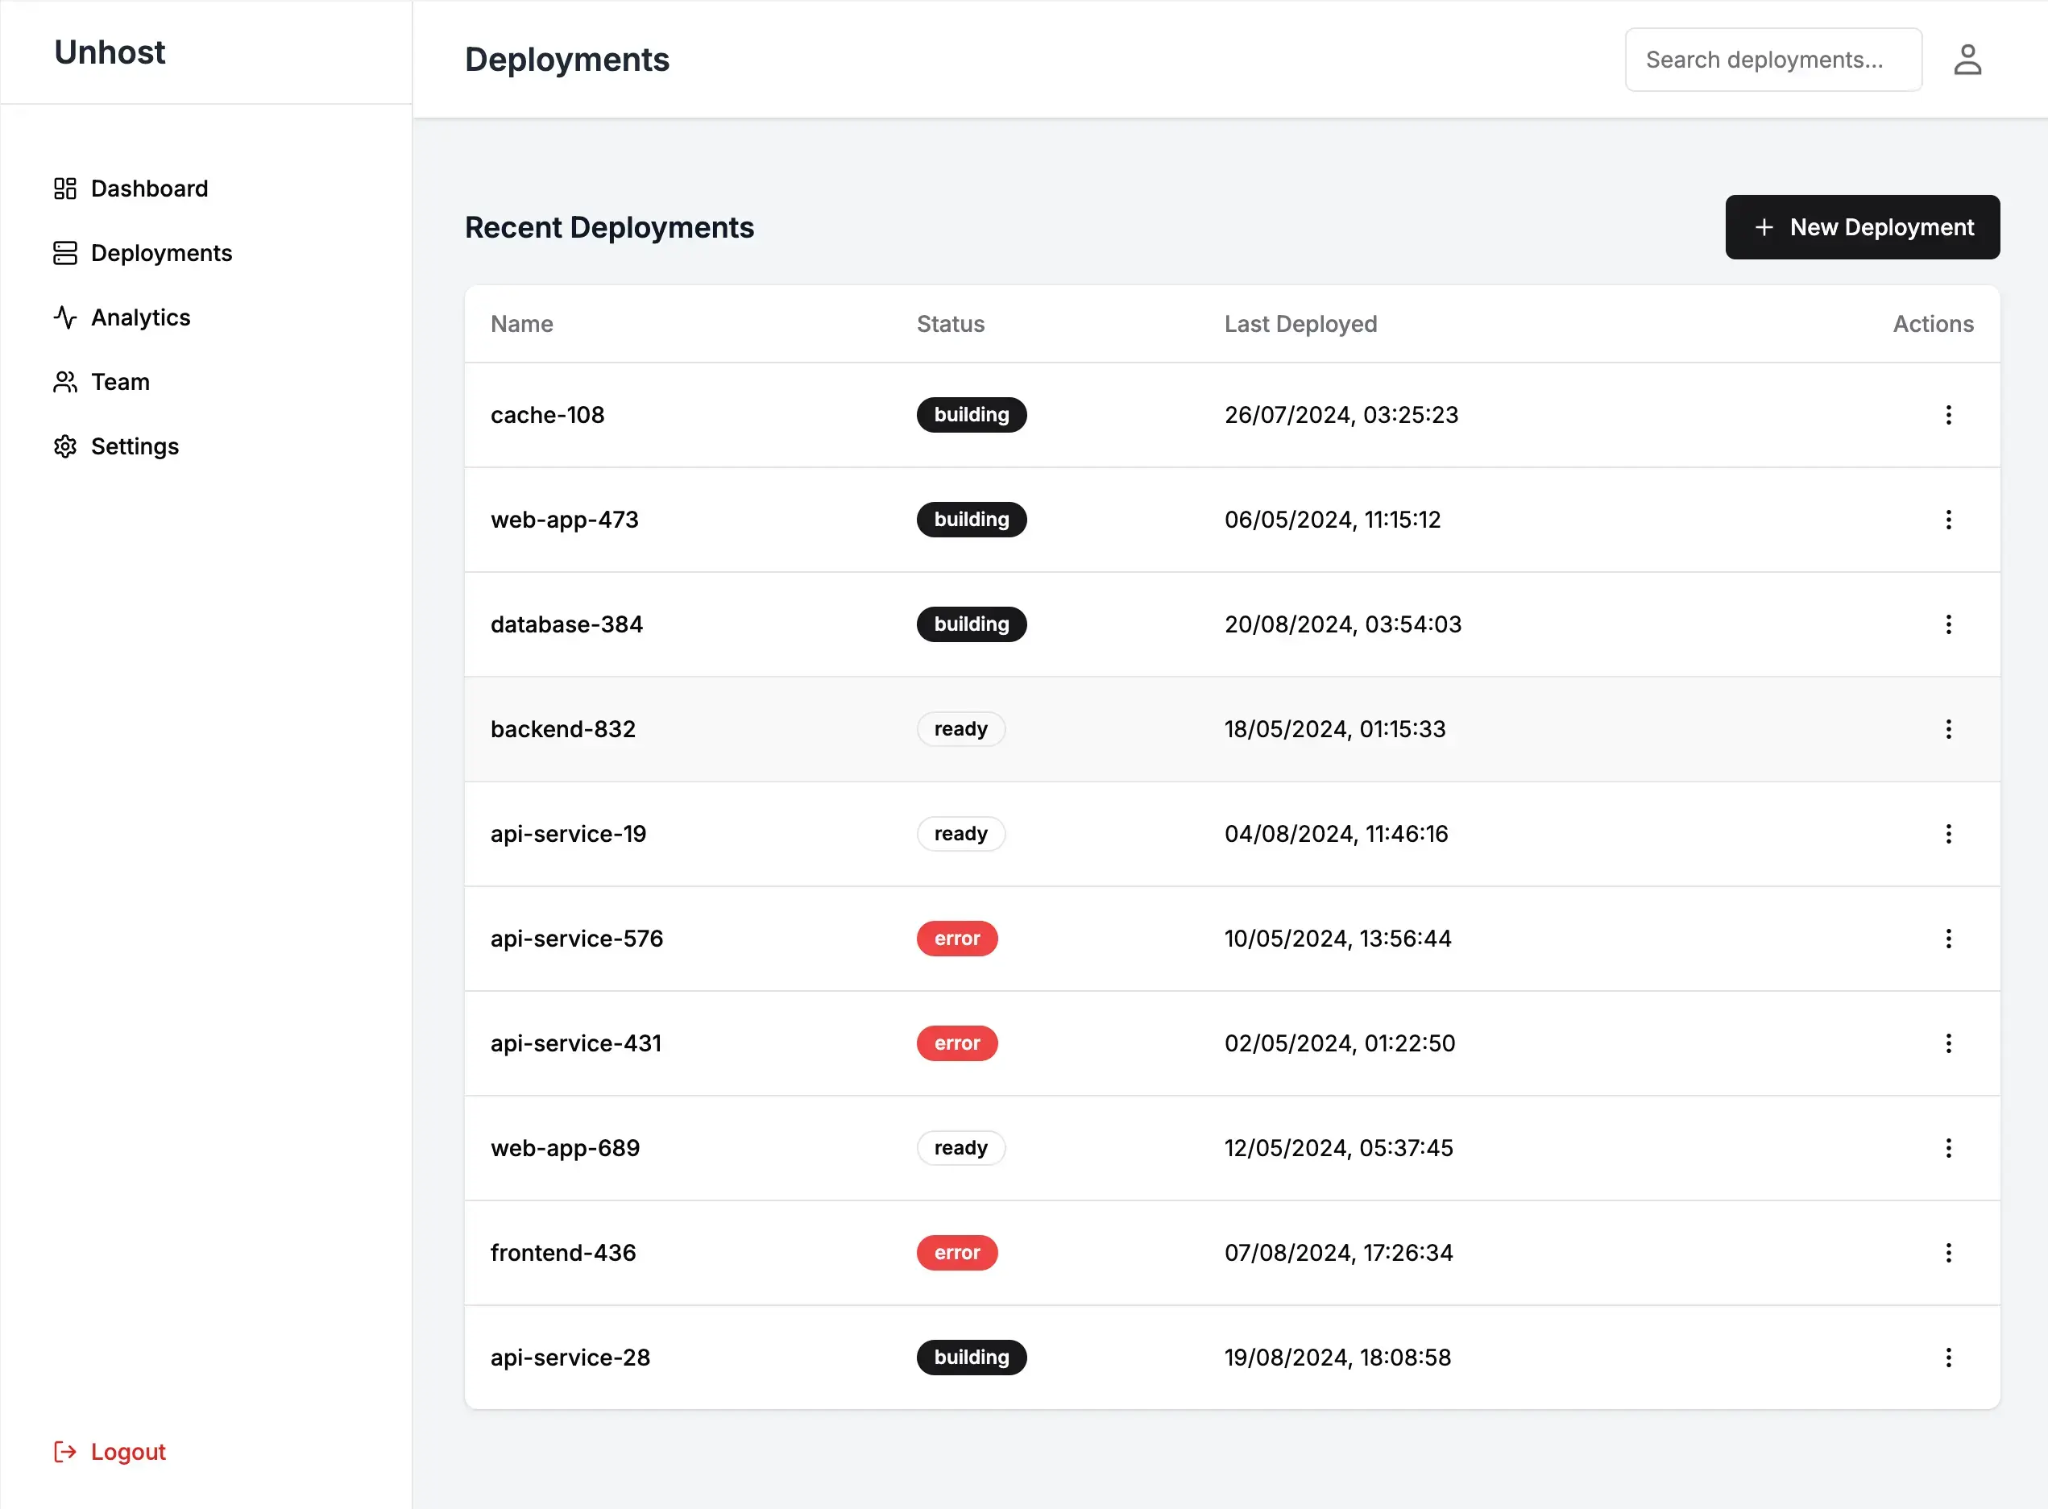 Unhost
Deployments
Search deployments...
Dashboard
Deployments
Analytics
Team
Settings
Logout
Recent Deployments
New Deployment
Name Status Last Deployed Actions
cache-108 building 26/07/2024, 03:25:23
web-app-473 building 06/05/2024, 11:15:12
database-384 building 20/08/2024, 03:54:03
backend-832 ready 18/05/2024, 01:15:33
api-service-19 ready 04/08/2024, 11:46:16
api-service-576 error 10/05/2024, 13:56:44
api-service-431 error 02/05/2024, 01:22:50
web-app-689 ready 12/05/2024, 05:37:45
frontend-436 error 07/08/2024, 17:26:34
api-service-28 building 19/08/2024, 18:08:58